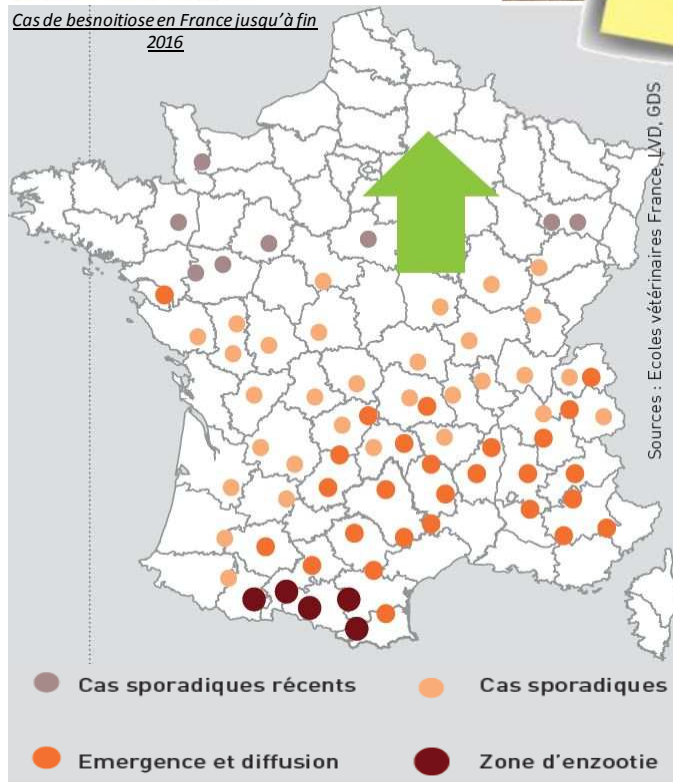 Cas de besnoitiose en France jusqu'à fin
2016
Sources : Ecoles vétérinaires France, LVD, GDS
Cas sporadiques récents
Cas sporadiques
Emergence et diffusion
Zone d'enzootie